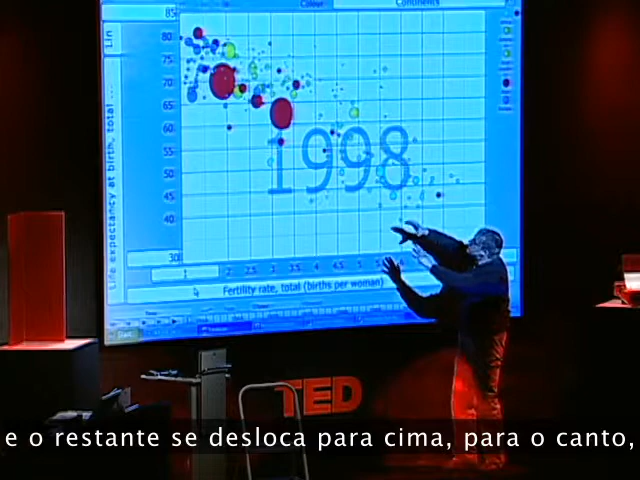 Colour
Continents
85
80
75
70
65
60
55
50
45
40
30
Lin
Life expectancy at birth, total ...
1998
1 2 2.5 3 3.5 4 4.5 5
Fertility rate, total (births per woman)
TED
e o restante se desloca para cima, para o canto,